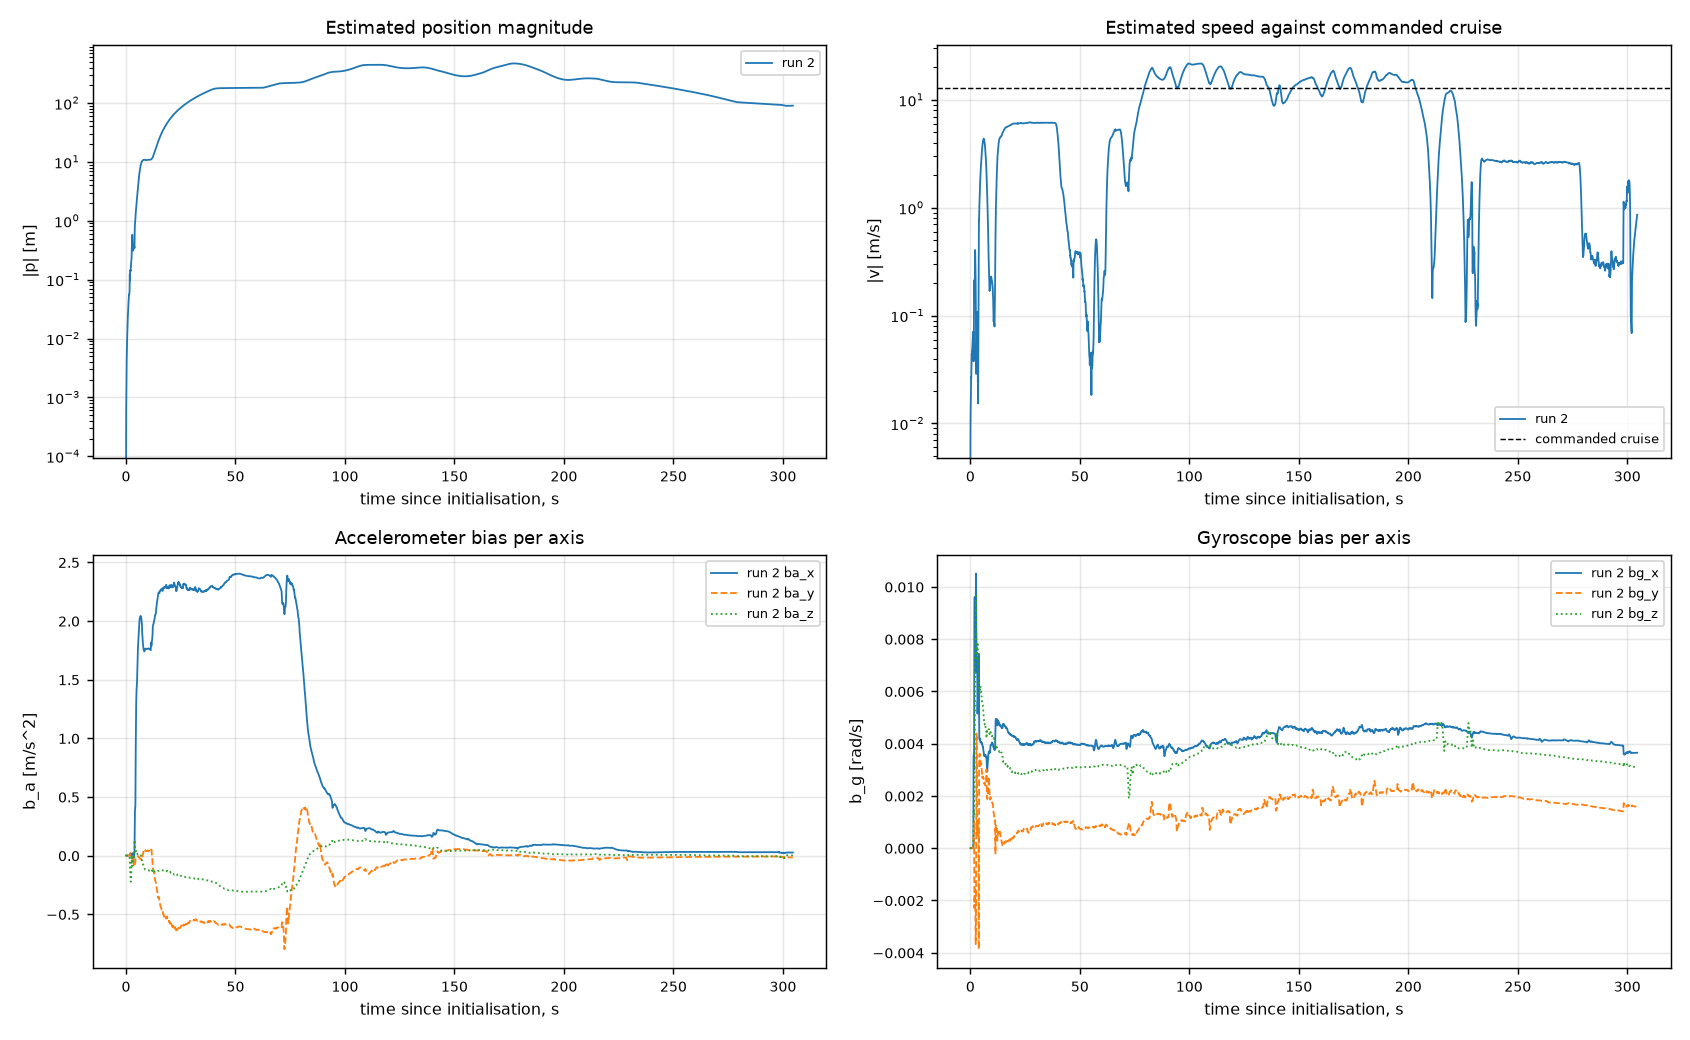 Estimated position magnitude
|p| [m]
10^2
10^1
10^0
10^-1
10^-2
10^-3
10^-4
0 50 100 150 200 250 300
time since initialisation, s
run 2
Estimated speed against commanded cruise
|v| [m/s]
10^1
10^0
10^-1
10^-2
0 50 100 150 200 250 300
time since initialisation, s
run 2
commanded cruise
Accelerometer bias per axis
b_a [m/s^2]
2.5
2.0
1.5
1.0
0.5
0.0
−0.5
0 50 100 150 200 250 300
time since initialisation, s
run 2 ba_x
run 2 ba_y
run 2 ba_z
Gyroscope bias per axis
b_g [rad/s]
0.010
0.008
0.006
0.004
0.002
0.000
−0.002
−0.004
0 50 100 150 200 250 300
time since initialisation, s
run 2 bg_x
run 2 bg_y
run 2 bg_z